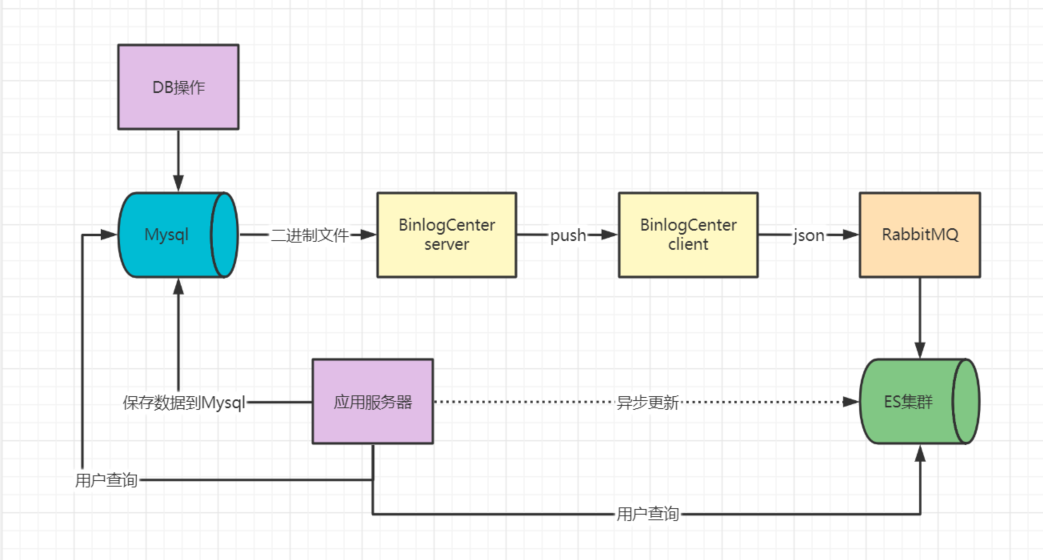 DB操作
Mysql
二进制文件
BinlogCenter
server
push
BinlogCenter
client
json
RabbitMQ
保存数据到Mysql
应用服务器
异步更新
ES集群
用户查询
用户查询